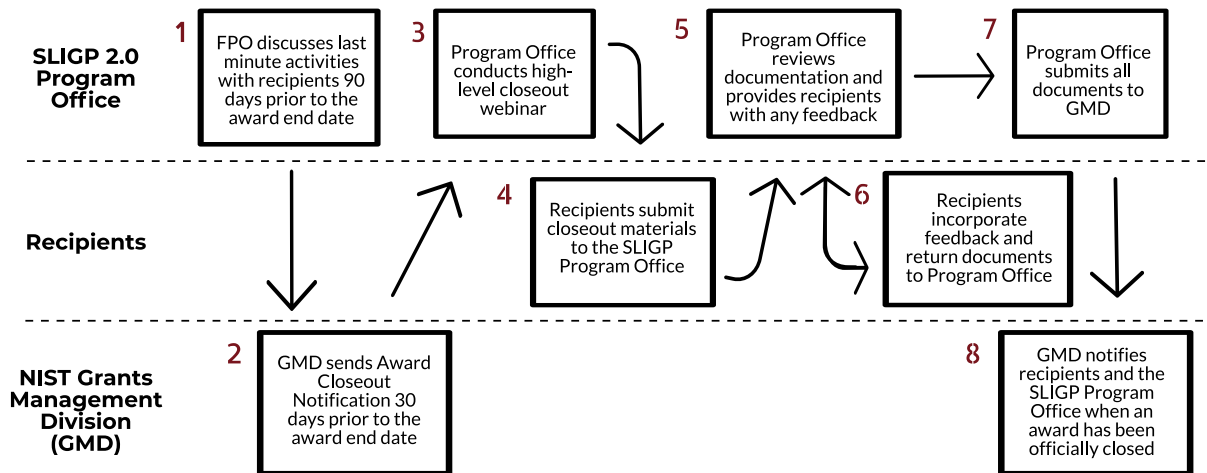 SLIGP 2.0
Program
Office
1
FPO discusses last
minute activities
with recipients 90
days prior to the
award end date
3
Program Office
conducts high-
level closeout
webinar
5
Program Office
reviews
documentation and
provides recipients
with any feedback
7
Program Office
submits all
documents to
GMD
Recipients
4
Recipients submit
closeout materials
to the SLIGP
Program Office
6
Recipients
incorporate
feedback and
return documents
to Program Office
NIST Grants
Management
Division
(GMD)
2
GMD sends Award
Closeout
Notification 30
days prior to the
award end date
8
GMD notifies
recipients and the
SLIGP Program
Office when an
award has been
officially closed